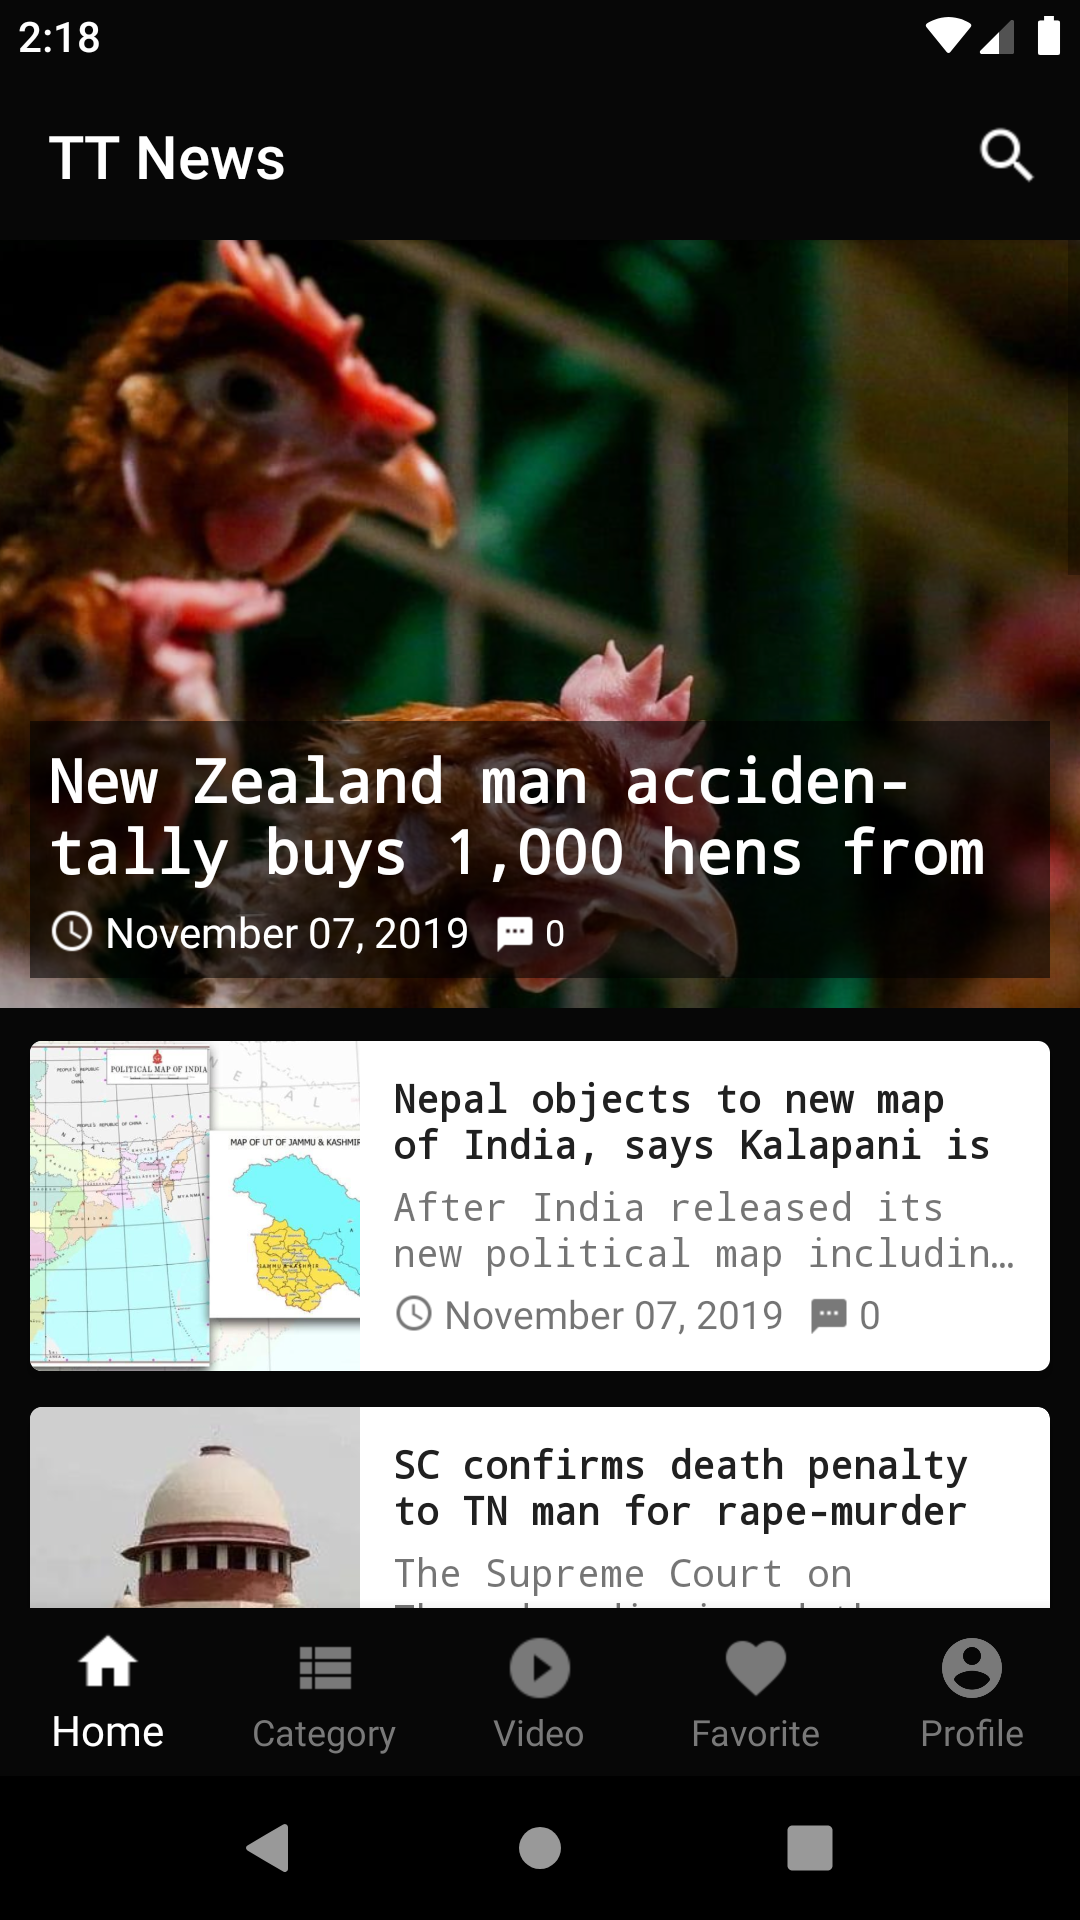 2:18
TT News
New Zealand man acciden-
tally buys 1,000 hens from
November 07, 2019 0
POLITICAL MAP OF INDIA
NEPAL
MAP OF UT OF JAMMU & KASHMIR
Nepal objects to new map
of India, says Kalapani is
After India released its
new political map includin…
November 07, 2019 0
SC confirms death penalty
to TN man for rape-murder
The Supreme Court on
Home
Category
Video
Favorite
Profile